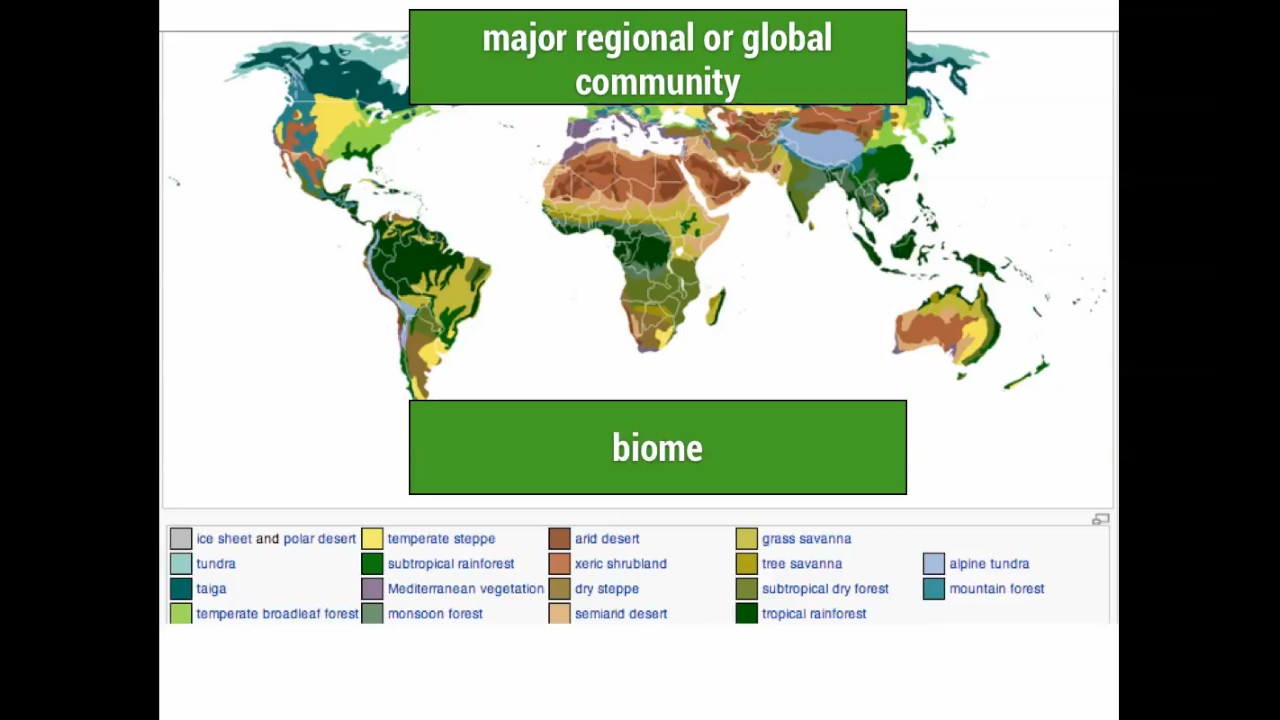 major regional or global
community
biome
ice sheet and polar desert temperate steppe arid desert grass savanna
tundra subtropical rainforest xeric shrubland tree savanna alpine tundra
taiga Mediterranean vegetation dry steppe subtropical dry forest mountain forest
temperate broadleaf forest monsoon forest semiarid desert tropical rainforest